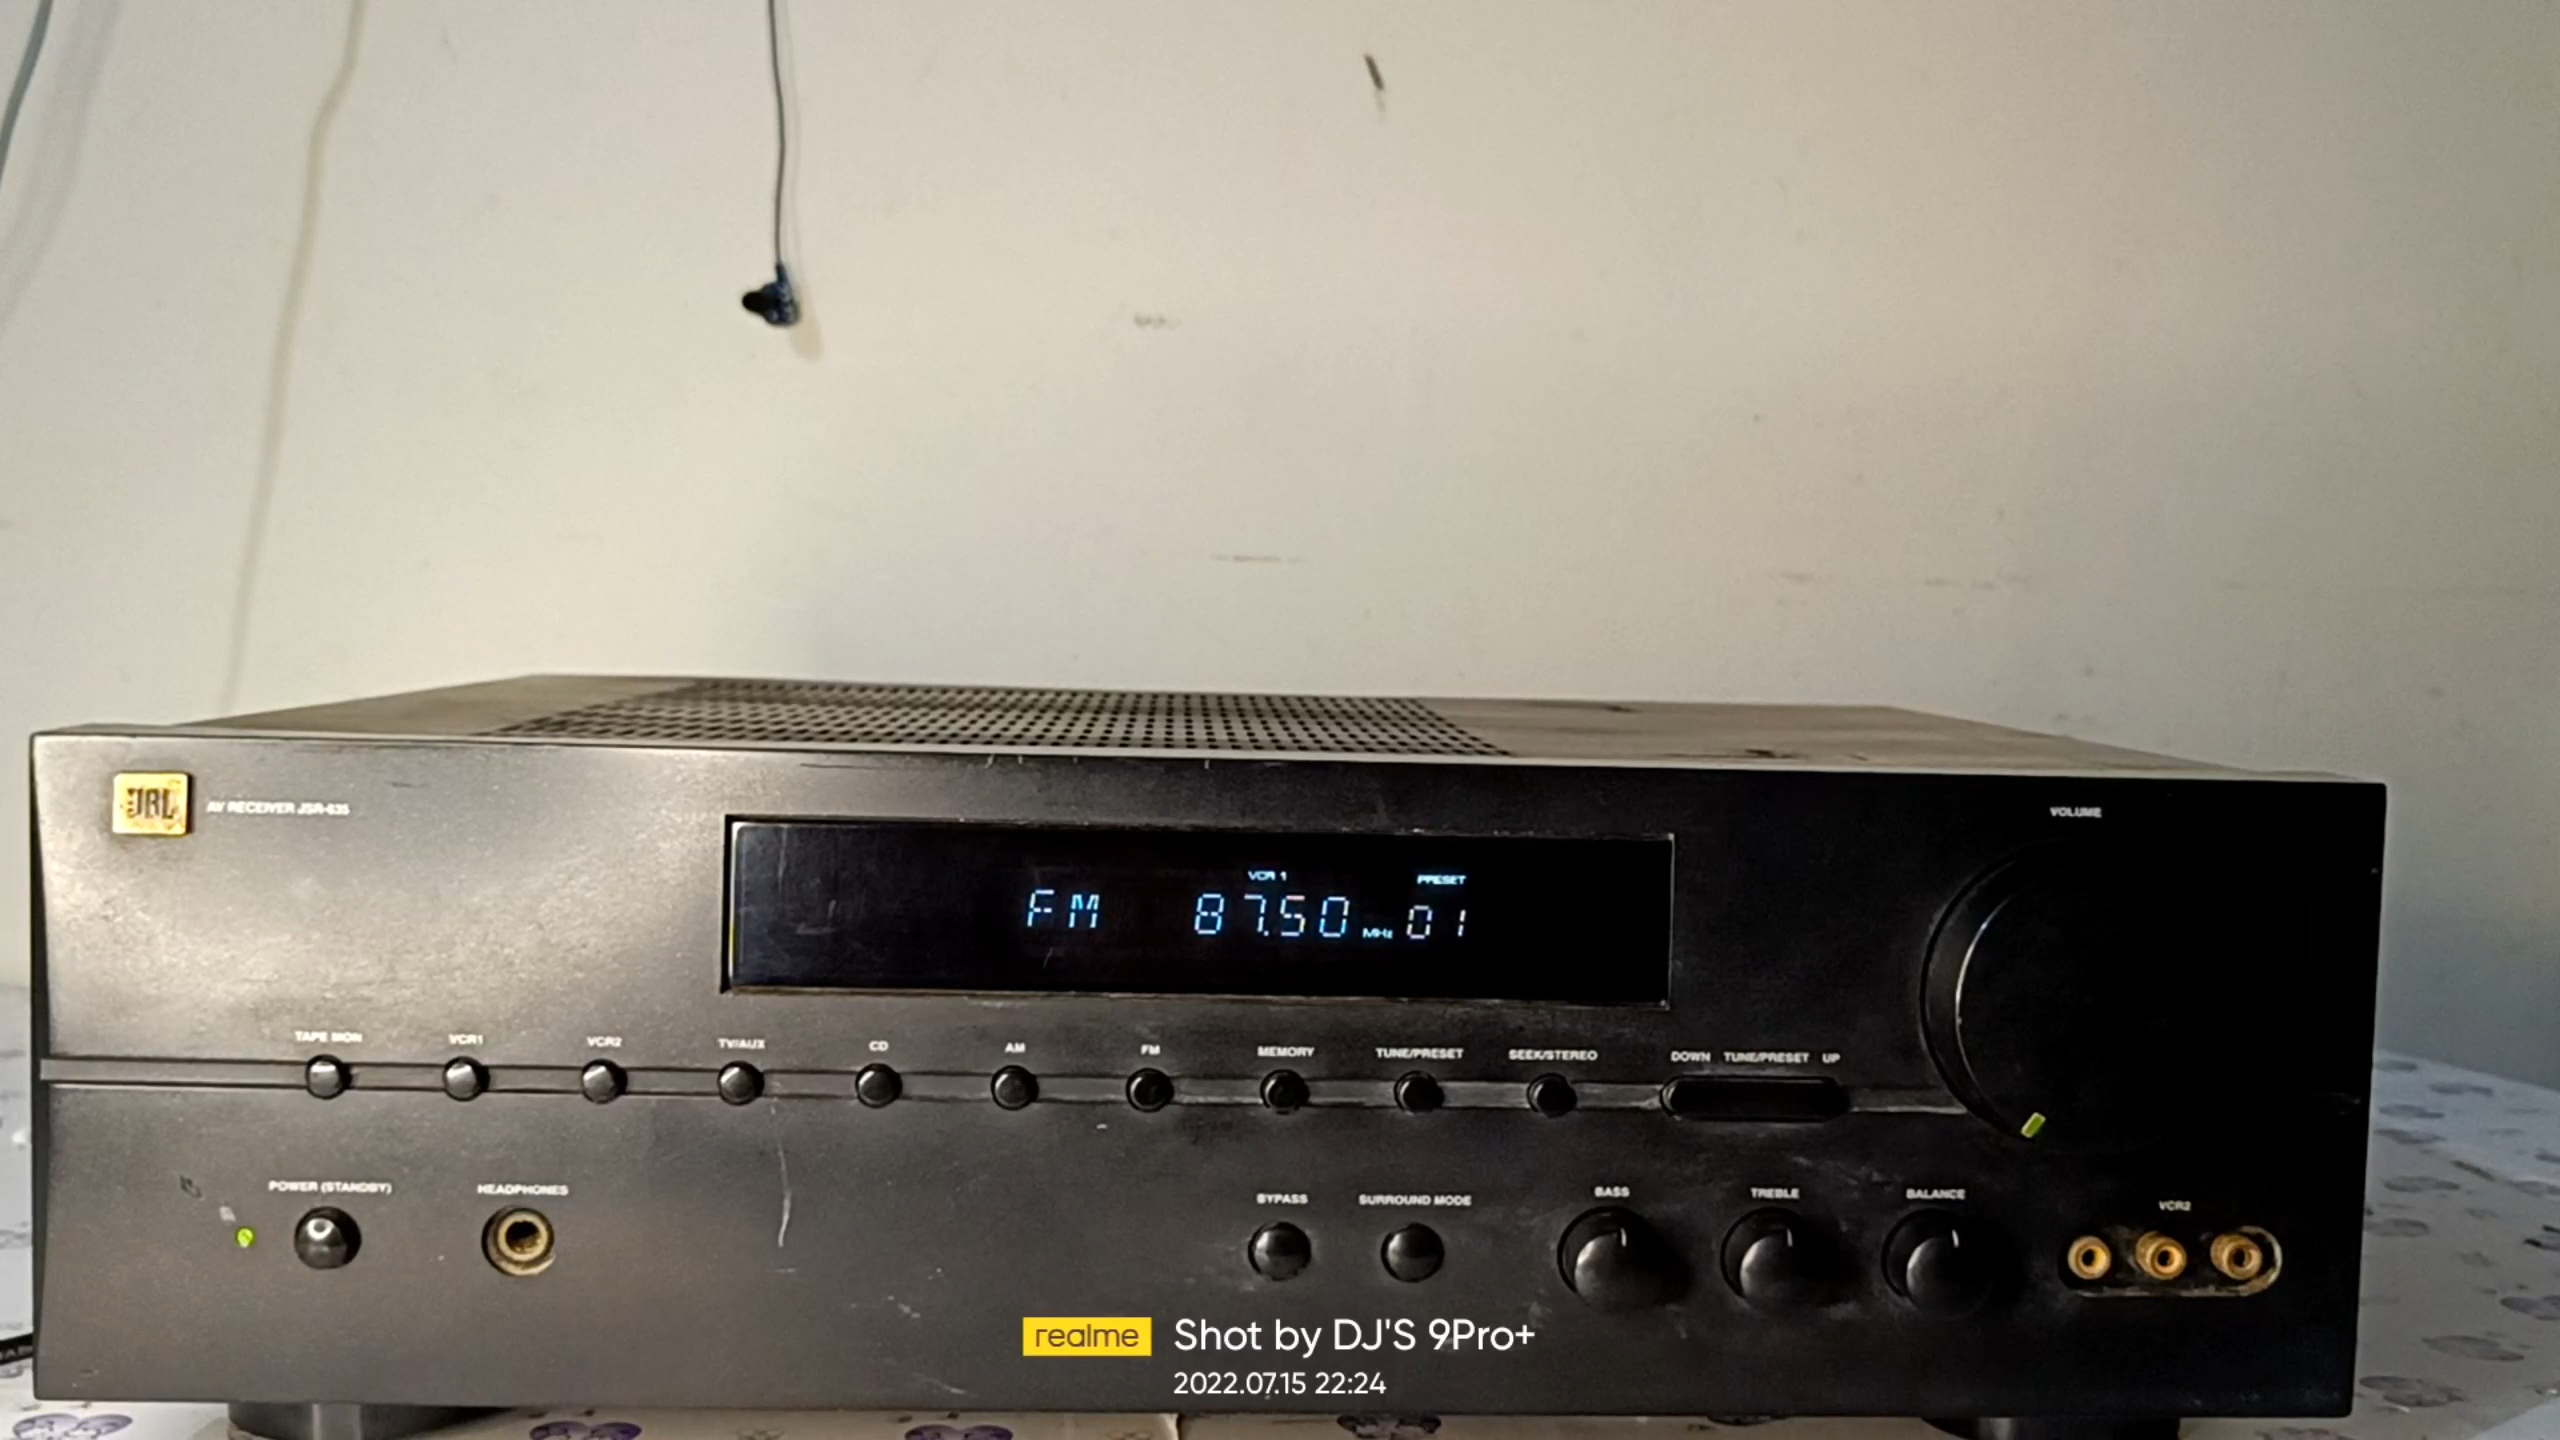 JBL AV RECEIVER JSR-635
VOLUME
VCR 1 PRESET
FM 87.50 MHz 01
TAPE MON VCR1 VCR2 TV/AUX CD AM FM MEMORY TUNE/PRESET SEEK/STEREO DOWN TUNE/PRESET UP
POWER (STANDBY) HEADPHONES BYPASS SURROUND MODE BASS TREBLE BALANCE VCR2
realme Shot by DJ'S 9Pro+
2022.07.15 22:24